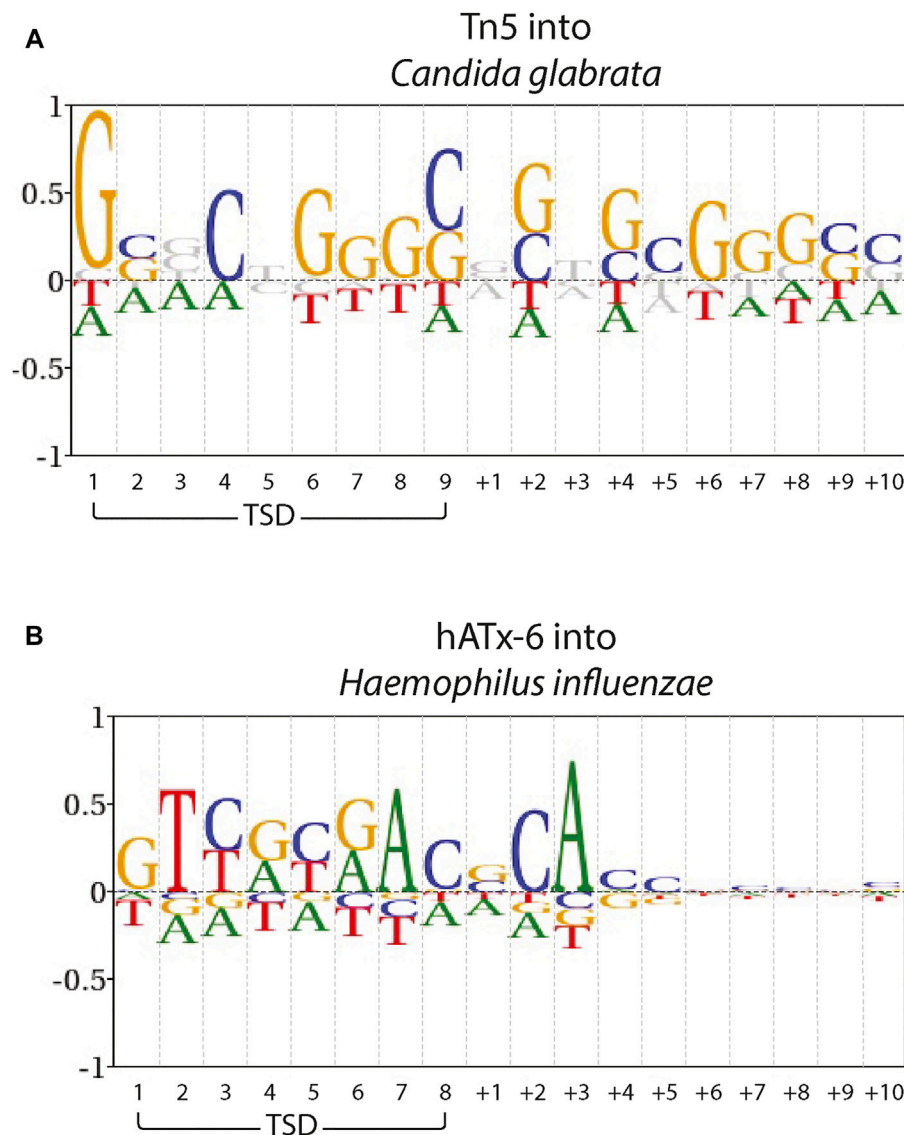 A
Tn5 into
Candida glabrata
1
0.5
0
-0.5
-1
1 2 3 4 5 6 7 8 9 +1 +2 +3 +4 +5 +6 +7 +8 +9 +10
TSD
B
hATx-6 into
Haemophilus influenzae
1
0.5
0
-0.5
-1
1 2 3 4 5 6 7 8 +1 +2 +3 +4 +5 +6 +7 +8 +9 +10
TSD